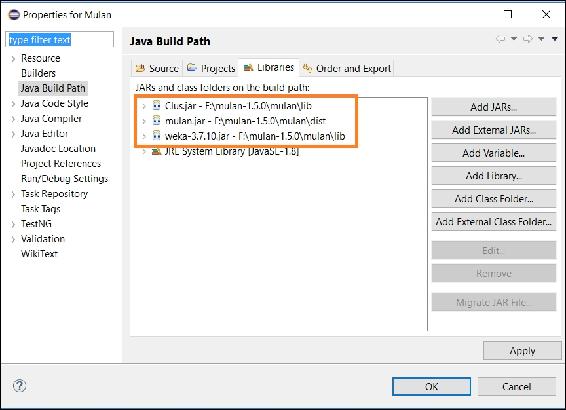 Properties for Mulan
type filter text
Resource
Builders
Java Build Path
Java Code Style
Java Compiler
Java Editor
Javadoc Location
Project References
Run/Debug Settings
Task Repository
Task Tags
TestNG
Validation
WikiText
Java Build Path
Source Projects Libraries Order and Export
JARs and class folders on the build path:
Clus.jar - F:\mulan-1.5.0\mulan\lib
mulan.jar - F:\mulan-1.5.0\mulan\dist
weka-3.7.10.jar - F:\mulan-1.5.0\mulan\lib
JRE System Library [JavaSE-1.8]
Add JARs...
Add External JARs...
Add Variable...
Add Library...
Add Class Folder...
Add External Class Folder...
Edit...
Remove
Migrate JAR File...
Apply
?
OK Cancel